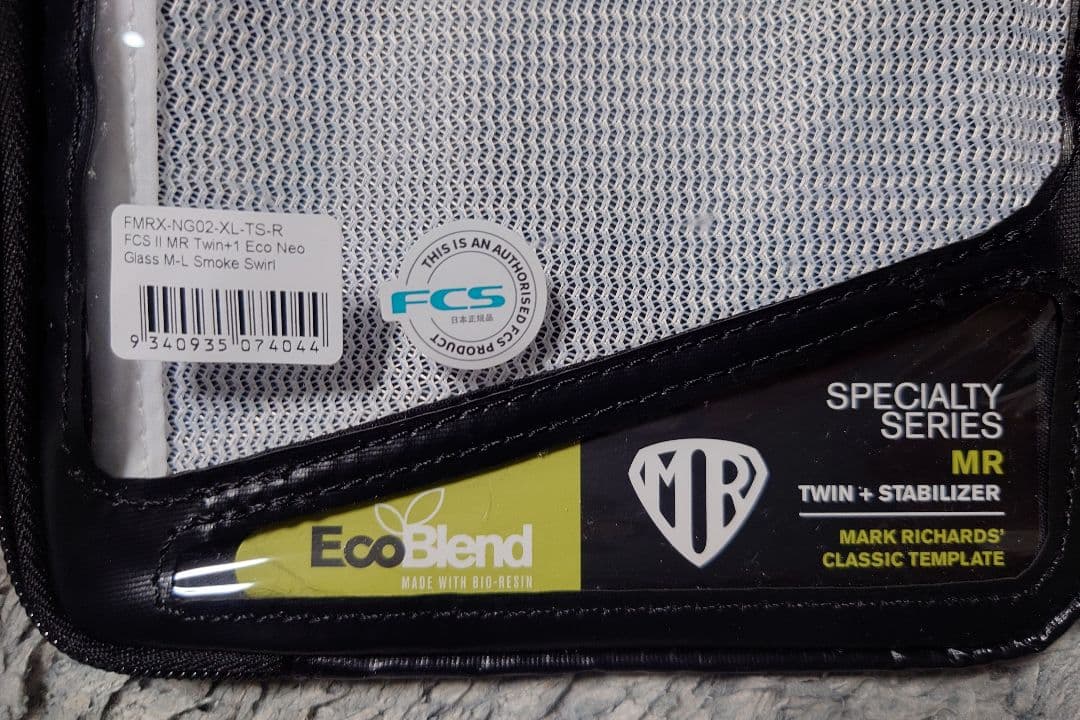 FMRX-NG02-XL-TS-R
FCS II MR Twin+1 Eco Neo
Glass M-L Smoke Swirl
9 340935 074044
THIS IS AN AUTHORISED FCS PRODUCT
FCS
日本正規品
SPECIALTY
SERIES
MR
TWIN + STABILIZER
MARK RICHARDS'
CLASSIC TEMPLATE
MR
EcoBlend
MADE WITH BIO-RESIN